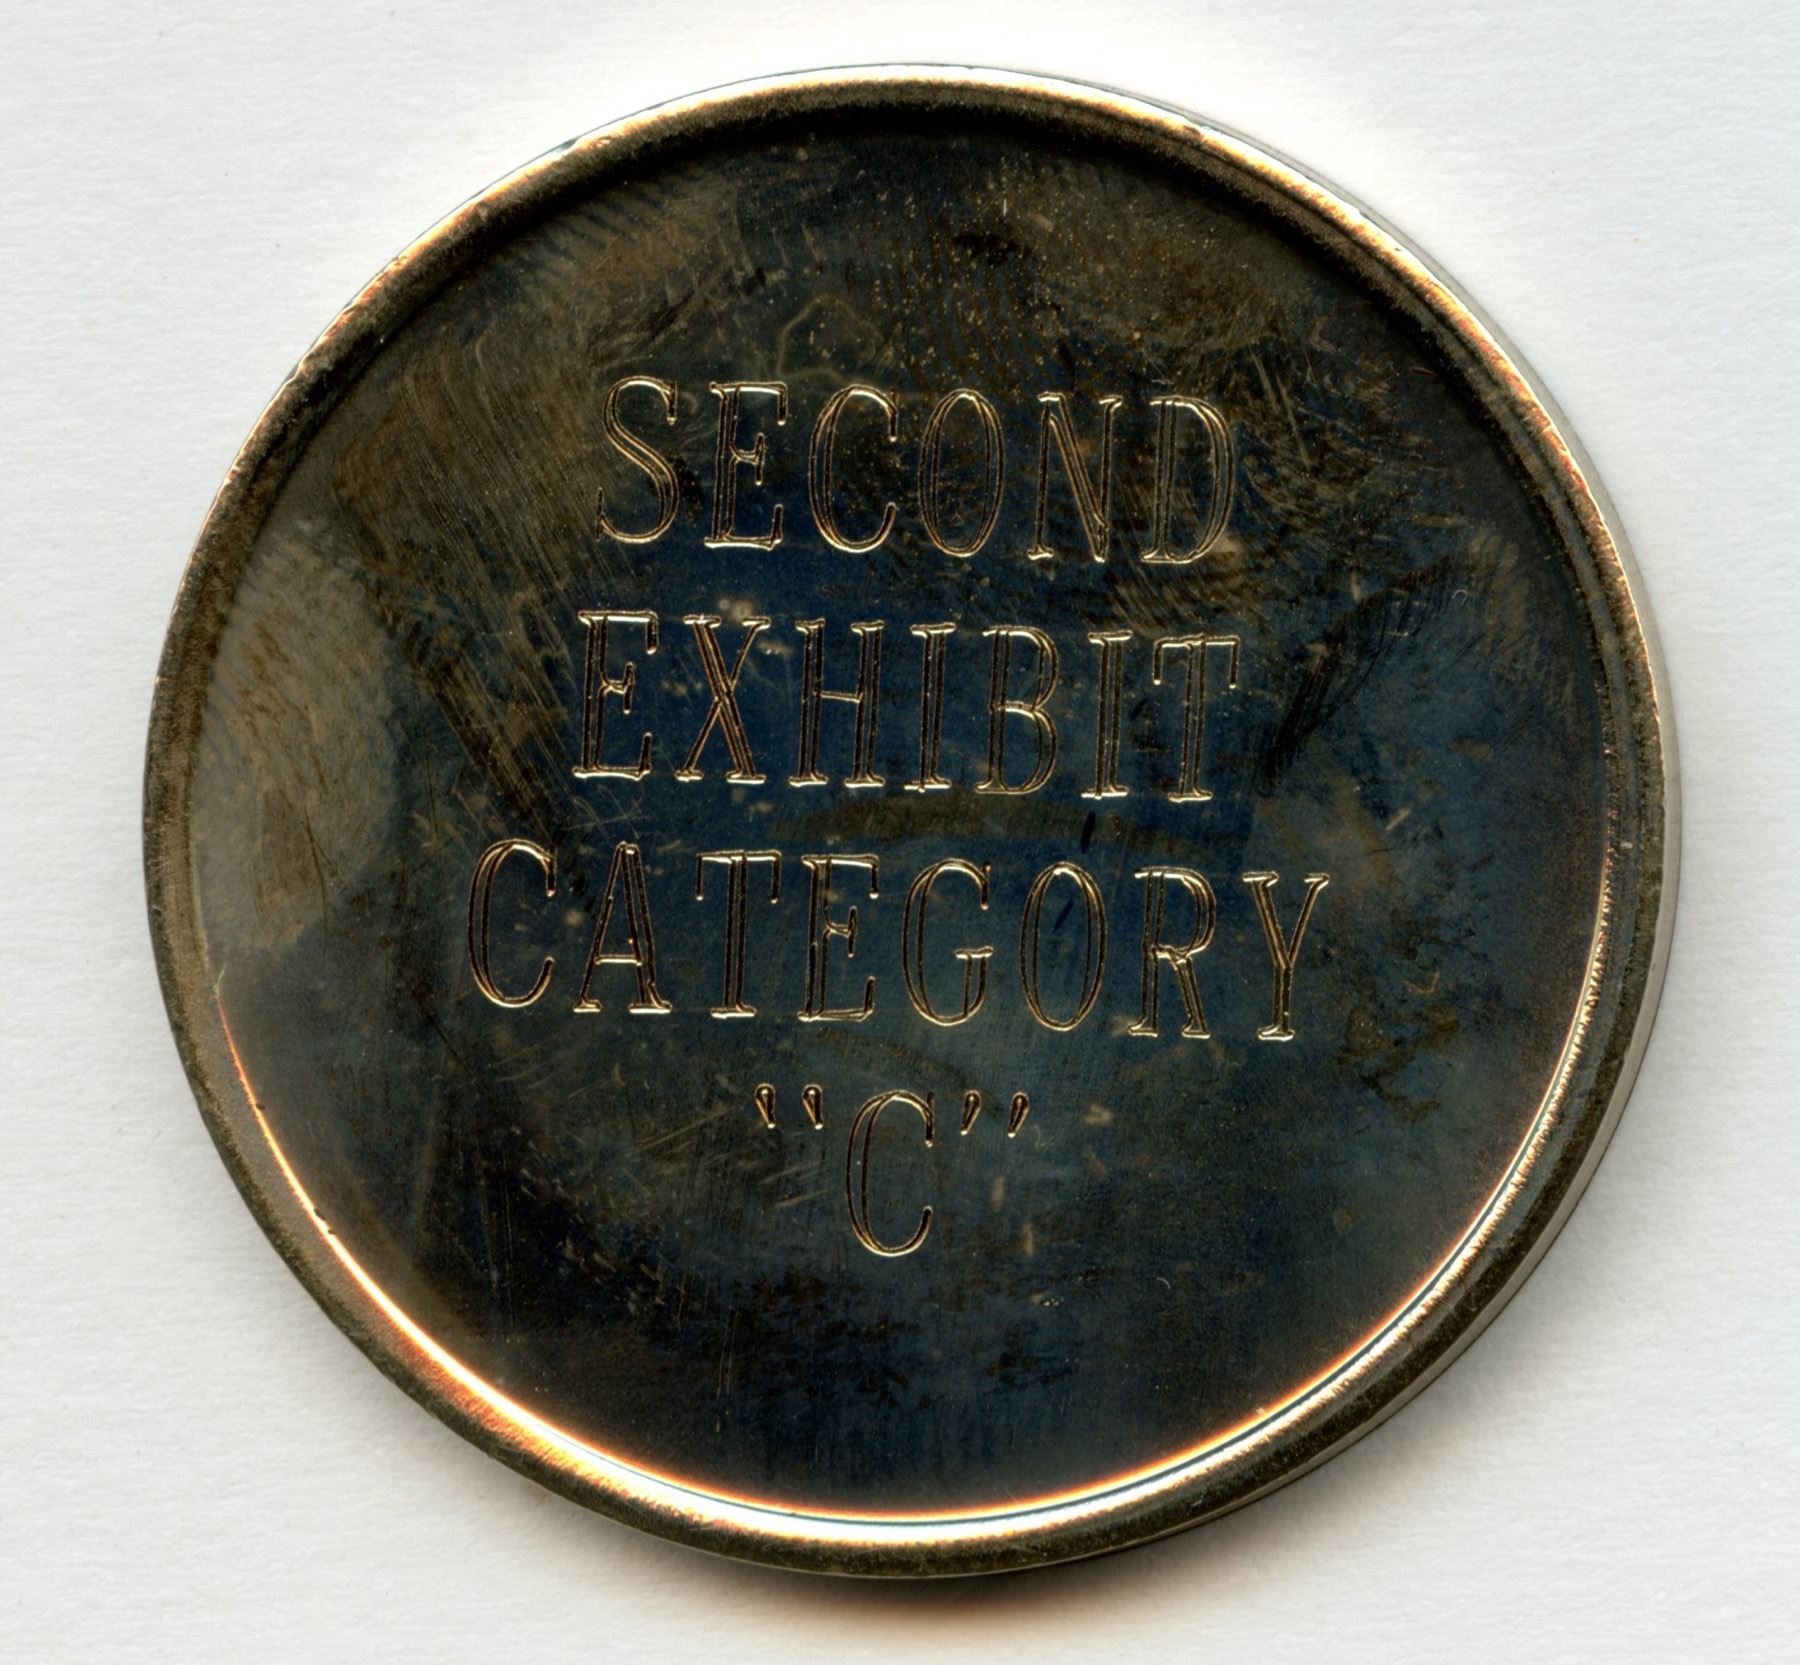 SECOND
EXHIBIT
CATEGORY
"C"